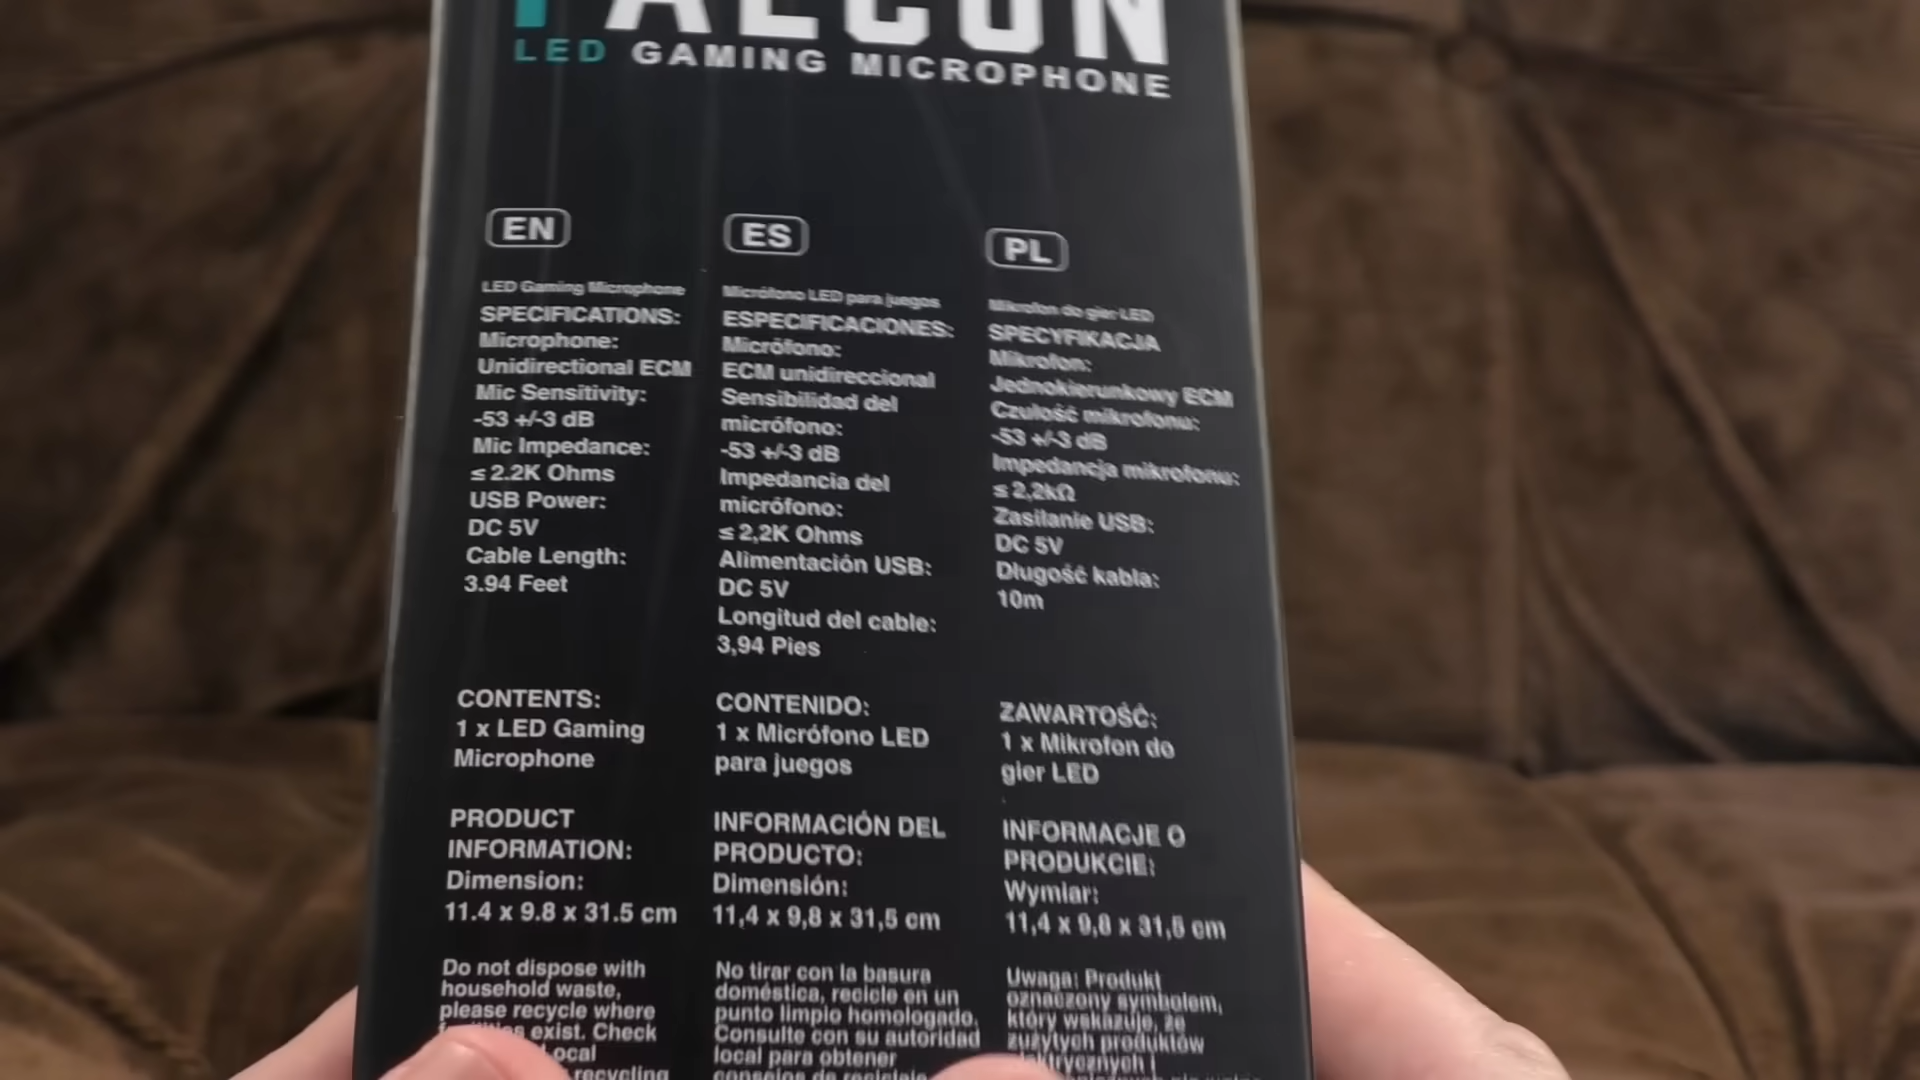 FALCON
LED GAMING MICROPHONE
EN
LED Gaming Microphone
SPECIFICATIONS:
Microphone:
Unidirectional ECM
Mic Sensitivity:
-53 +/-3 dB
Mic Impedance:
≤ 2.2K Ohms
USB Power:
DC 5V
Cable Length:
3.94 Feet
CONTENTS:
1 x LED Gaming
Microphone
PRODUCT
INFORMATION:
Dimension:
11.4 x 9.8 x 31.5 cm
Do not dispose with
household waste,
please recycle where
exist. Check
recycling
ES
Micrófono LED para juegos
ESPECIFICACIONES:
Micrófono:
ECM unidireccional
Sensibilidad del
micrófono:
-53 +/-3 dB
Impedancia del
micrófono:
≤ 2,2K Ohms
Alimentación USB:
DC 5V
Longitud del cable:
3,94 Pies
CONTENIDO:
1 x Micrófono LED
para juegos
INFORMACIÓN DEL
PRODUCTO:
Dimensión:
11,4 x 9,8 x 31,5 cm
No tirar con la basura
doméstica, recicle en un
punto limpio homologado.
Consulte con su autoridad
local para obtener
consejos de reciclaje
PL
Mikrofon do gier LED
SPECYFIKACJA
Mikrofon:
Jednokierunkowy ECM
Czułość mikrofonu:
-53 +/-3 dB
Impedancja mikrofonu:
≤ 2,2kΩ
Zasilanie USB:
DC 5V
Długość kabla:
10m
ZAWARTOŚĆ:
1 x Mikrofon do
gier LED
INFORMACJE O
PRODUKCIE:
Wymiar:
11,4 x 9,8 x 31,5 cm
Uwaga: Produkt
oznaczony symbolem,
który wskazuje, że
zużytych produktów